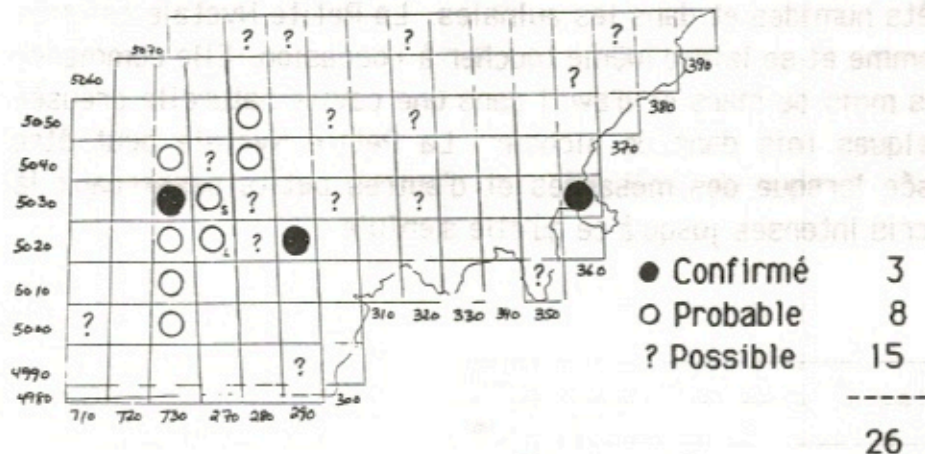 ? ? ? ?
5070
390
5060
?
380
5050 ? ?
370
5040 ?
5030 s ? ? ?
5020 L ?
360
● Confirmé 3
5010 ?
310 320 330 340 350
○ Probable 8
5000 ?
? Possible 15
4990 ?
4980 300
-----
710 720 730 270 280 290
26